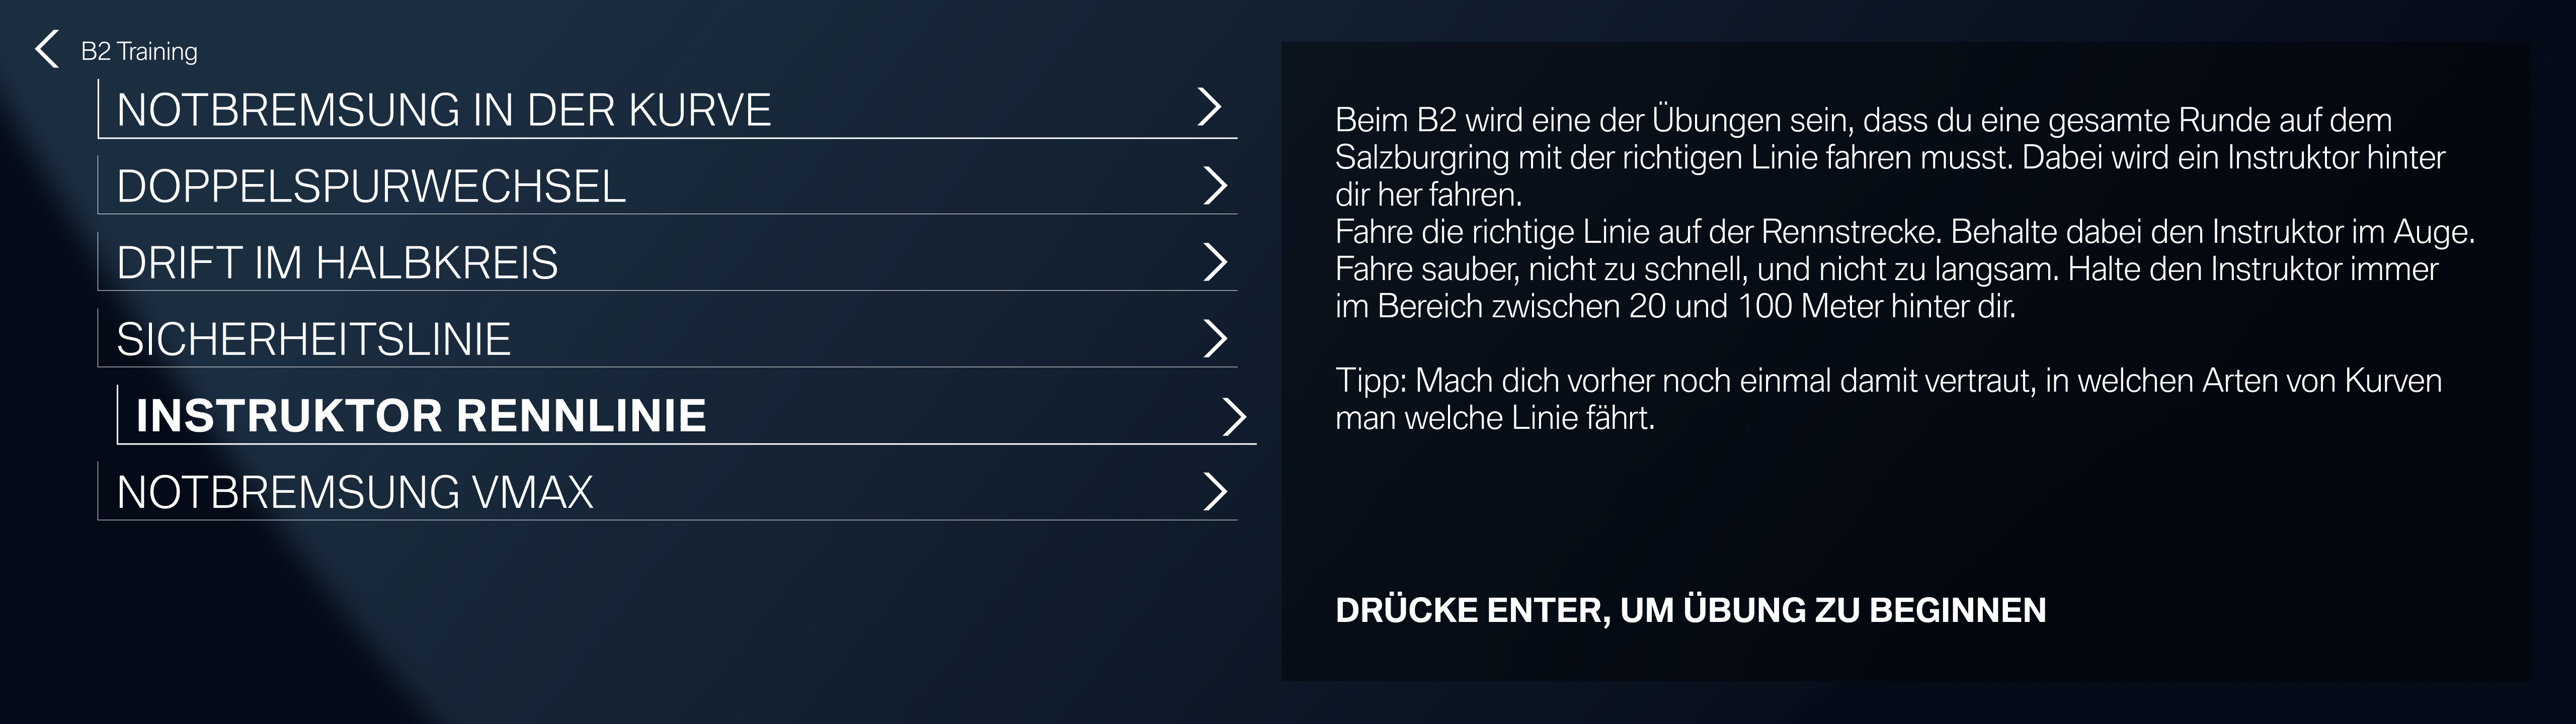 B2 Training
NOTBREMSUNG IN DER KURVE
DOPPELSPURWECHSEL
DRIFT IM HALBKREIS
SICHERHEITSLINIE
INSTRUKTOR RENNLINIE
NOTBREMSUNG VMAX
Beim B2 wird eine der Übungen sein, dass du eine gesamte Runde auf dem
Salzburgring mit der richtigen Linie fahren musst. Dabei wird ein Instruktor hinter
dir her fahren.
Fahre die richtige Linie auf der Rennstrecke. Behalte dabei den Instruktor im Auge.
Fahre sauber, nicht zu schnell, und nicht zu langsam. Halte den Instruktor immer
im Bereich zwischen 20 und 100 Meter hinter dir.
Tipp: Mach dich vorher noch einmal damit vertraut, in welchen Arten von Kurven
man welche Linie fährt.
DRÜCKE ENTER, UM ÜBUNG ZU BEGINNEN